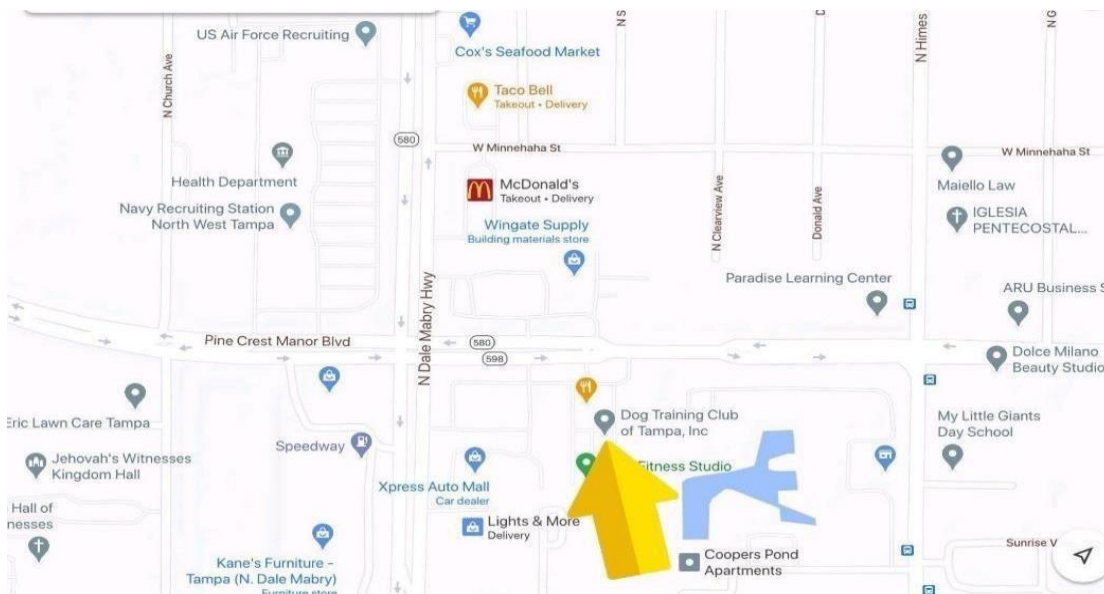 US Air Force Recruiting
Cox's Seafood Market
N Church Ave
N S
N Himes
N G
Taco Bell
Takeout • Delivery
580
W Minnehaha St
W Minnehaha St
Health Department
McDonald's
Takeout • Delivery
Maiello Law
N Clearview Ave
Donald Ave
Navy Recruiting Station
North West Tampa
Wingate Supply
Building materials store
IGLESIA
PENTECOSTAL...
Paradise Learning Center
ARU Business S
N Dale Mabry Hwy
Pine Crest Manor Blvd
580
598
Dolce Milano
Beauty Studio
Eric Lawn Care Tampa
Dog Training Club
of Tampa, Inc
My Little Giants
Day School
Speedway
Jehovah's Witnesses
Kingdom Hall
Fitness Studio
Xpress Auto Mall
Car dealer
Hall of
nesses
Lights & More
Delivery
Sunrise V
Kane's Furniture -
Tampa (N. Dale Mabry)
Furniture store
Coopers Pond
Apartments